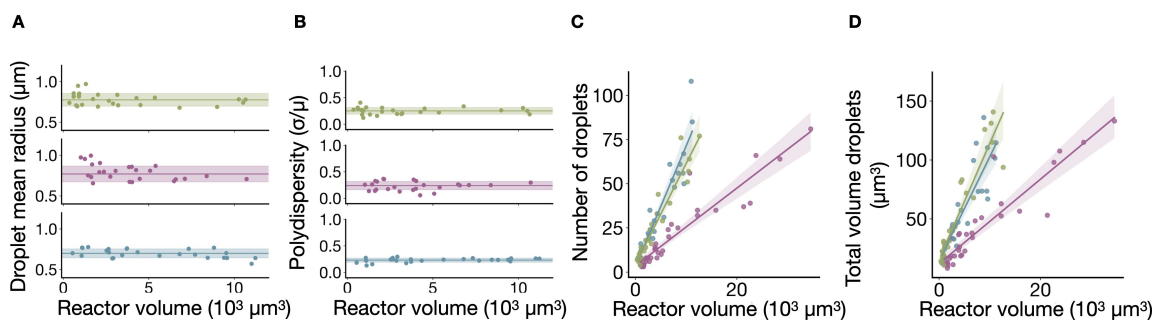 A
B
C
D
Droplet mean radius (μm)
1.0
0.5
1.0
0.5
1.0
0.5
0
5
10
Reactor volume (10³ μm³)
Polydispersity (σ/μ)
1.0
0.5
0.0
1.0
0.5
0.0
1.0
0.5
0.0
0
5
10
Reactor volume (10³ μm³)
Number of droplets
100
75
50
25
0
0
20
Reactor volume (10³ μm³)
Total volume droplets
(μm³)
150
100
50
0
20
Reactor volume (10³ μm³)